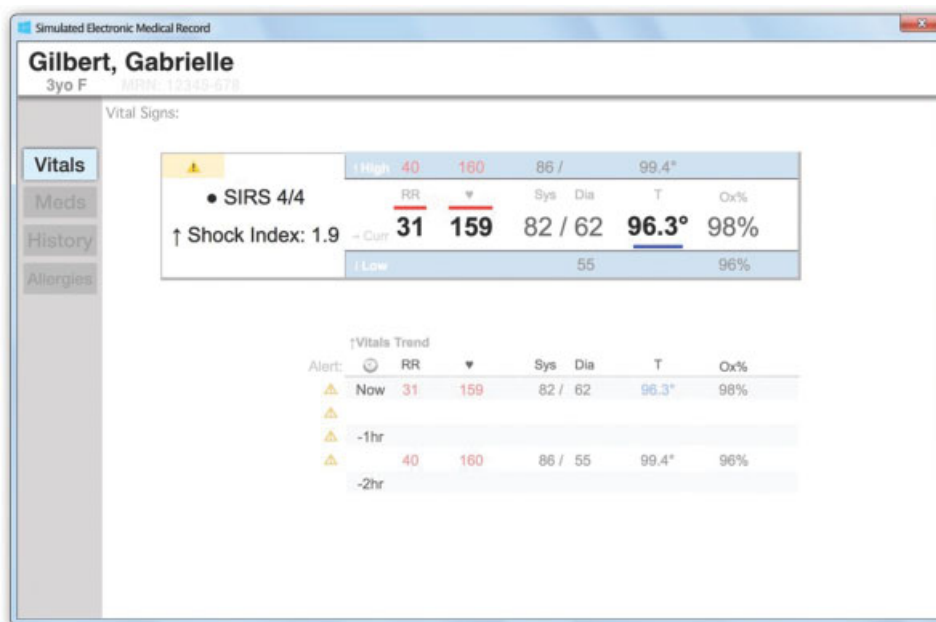 Simulated Electronic Medical Record
Gilbert, Gabrielle
3yo F MRN: 12345-678
Vital Signs:
Vitals
Meds
History
Allergies
↑ High 40 160 86 / 99.4°
RR ♥ Sys Dia T Ox%
● SIRS 4/4
↑ Shock Index: 1.9
→ Curr 31 159 82 / 62 96.3° 98%
↓ Low 55 96%
↑Vitals Trend
Alert: RR ♥ Sys Dia T Ox%
Now 31 159 82 / 62 96.3° 98%
-1hr
40 160 86 / 55 99.4° 96%
-2hr